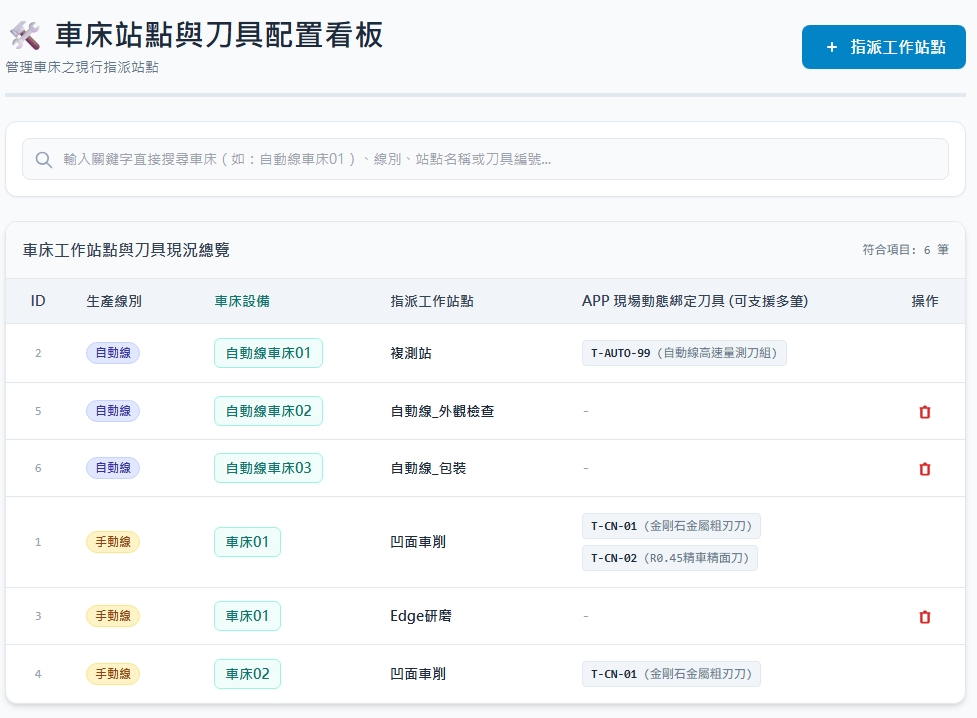 車床站點與刀具配置看板
管理車床之現行指派站點
+ 指派工作站點
輸入關鍵字直接搜尋車床 ( 如：自動線車床01 ) 、線別、站點名稱或刀具編號...
車床工作站點與刀具現況總覽
符合項目: 6 筆
ID 生產線別 車床設備 指派工作站點 APP 現場動態綁定刀具 (可支援多筆) 操作
2 自動線 自動線車床01 複測站 T-AUTO-99 (自動線高速量測刀組)
5 自動線 自動線車床02 自動線_外觀檢查 -
6 自動線 自動線車床03 自動線_包裝 -
1 手動線 車床01 凹面車削 T-CN-01 (金剛石金屬粗刃刀)
T-CN-02 (R0.45精車精面刀)
3 手動線 車床01 Edge研磨 -
4 手動線 車床02 凹面車削 T-CN-01 (金剛石金屬粗刃刀)